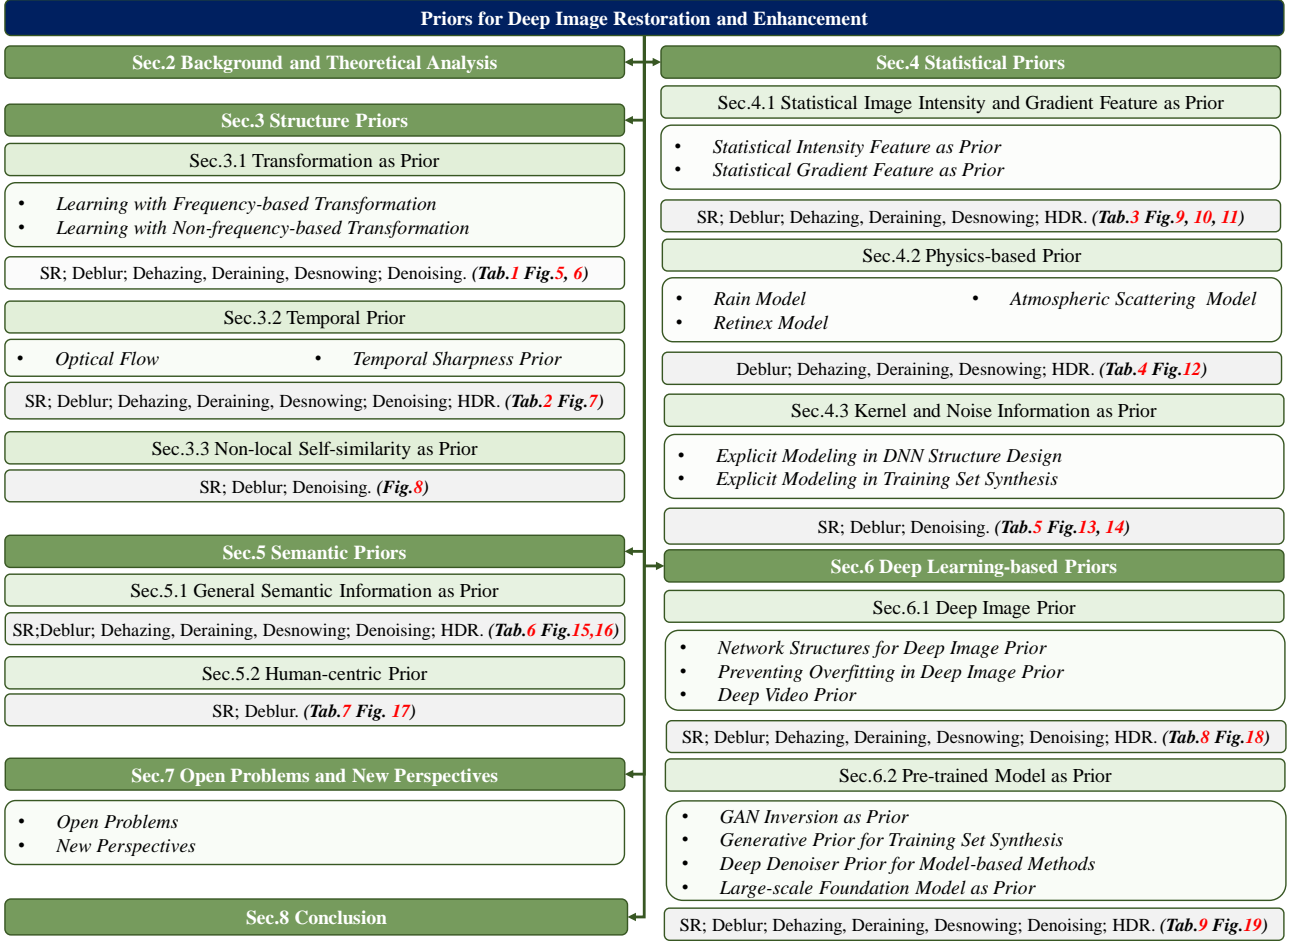 Priors for Deep Image Restoration and Enhancement
Sec.2 Background and Theoretical Analysis
Sec.3 Structure Priors
Sec.3.1 Transformation as Prior
• Learning with Frequency-based Transformation
• Learning with Non-frequency-based Transformation
SR; Deblur; Dehazing, Deraining, Desnowing; Denoising. (Tab.1 Fig.5, 6)
Sec.3.2 Temporal Prior
• Optical Flow • Temporal Sharpness Prior
SR; Deblur; Dehazing, Deraining, Desnowing; Denoising; HDR. (Tab.2 Fig.7)
Sec.3.3 Non-local Self-similarity as Prior
SR; Deblur; Denoising. (Fig.8)
Sec.4 Statistical Priors
Sec.4.1 Statistical Image Intensity and Gradient Feature as Prior
• Statistical Intensity Feature as Prior
• Statistical Gradient Feature as Prior
SR; Deblur; Dehazing, Deraining, Desnowing; HDR. (Tab.3 Fig.9, 10, 11)
Sec.4.2 Physics-based Prior
• Rain Model • Atmospheric Scattering Model
• Retinex Model
Deblur; Dehazing, Deraining, Desnowing; HDR. (Tab.4 Fig.12)
Sec.4.3 Kernel and Noise Information as Prior
• Explicit Modeling in DNN Structure Design
• Explicit Modeling in Training Set Synthesis
SR; Deblur; Denoising. (Tab.5 Fig.13, 14)
Sec.5 Semantic Priors
Sec.5.1 General Semantic Information as Prior
SR;Deblur; Dehazing, Deraining, Desnowing; Denoising; HDR. (Tab.6 Fig.15,16)
Sec.5.2 Human-centric Prior
SR; Deblur. (Tab.7 Fig. 17)
Sec.6 Deep Learning-based Priors
Sec.6.1 Deep Image Prior
• Network Structures for Deep Image Prior
• Preventing Overfitting in Deep Image Prior
• Deep Video Prior
SR; Deblur; Dehazing, Deraining, Desnowing; Denoising; HDR. (Tab.8 Fig.18)
Sec.6.2 Pre-trained Model as Prior
• GAN Inversion as Prior
• Generative Prior for Training Set Synthesis
• Deep Denoiser Prior for Model-based Methods
• Large-scale Foundation Model as Prior
SR; Deblur; Dehazing, Deraining, Desnowing; Denoising; HDR. (Tab.9 Fig.19)
Sec.7 Open Problems and New Perspectives
• Open Problems
• New Perspectives
Sec.8 Conclusion